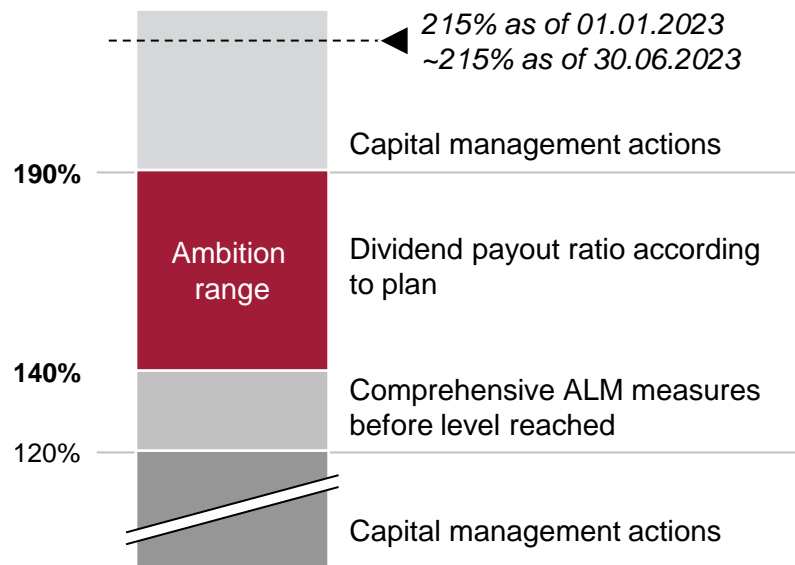 215% as of 01.01.2023
~215% as of 30.06.2023
Capital management actions
190%
Ambition
range
Dividend payout ratio according
to plan
140%
Comprehensive ALM measures
before level reached
120%
Capital management actions